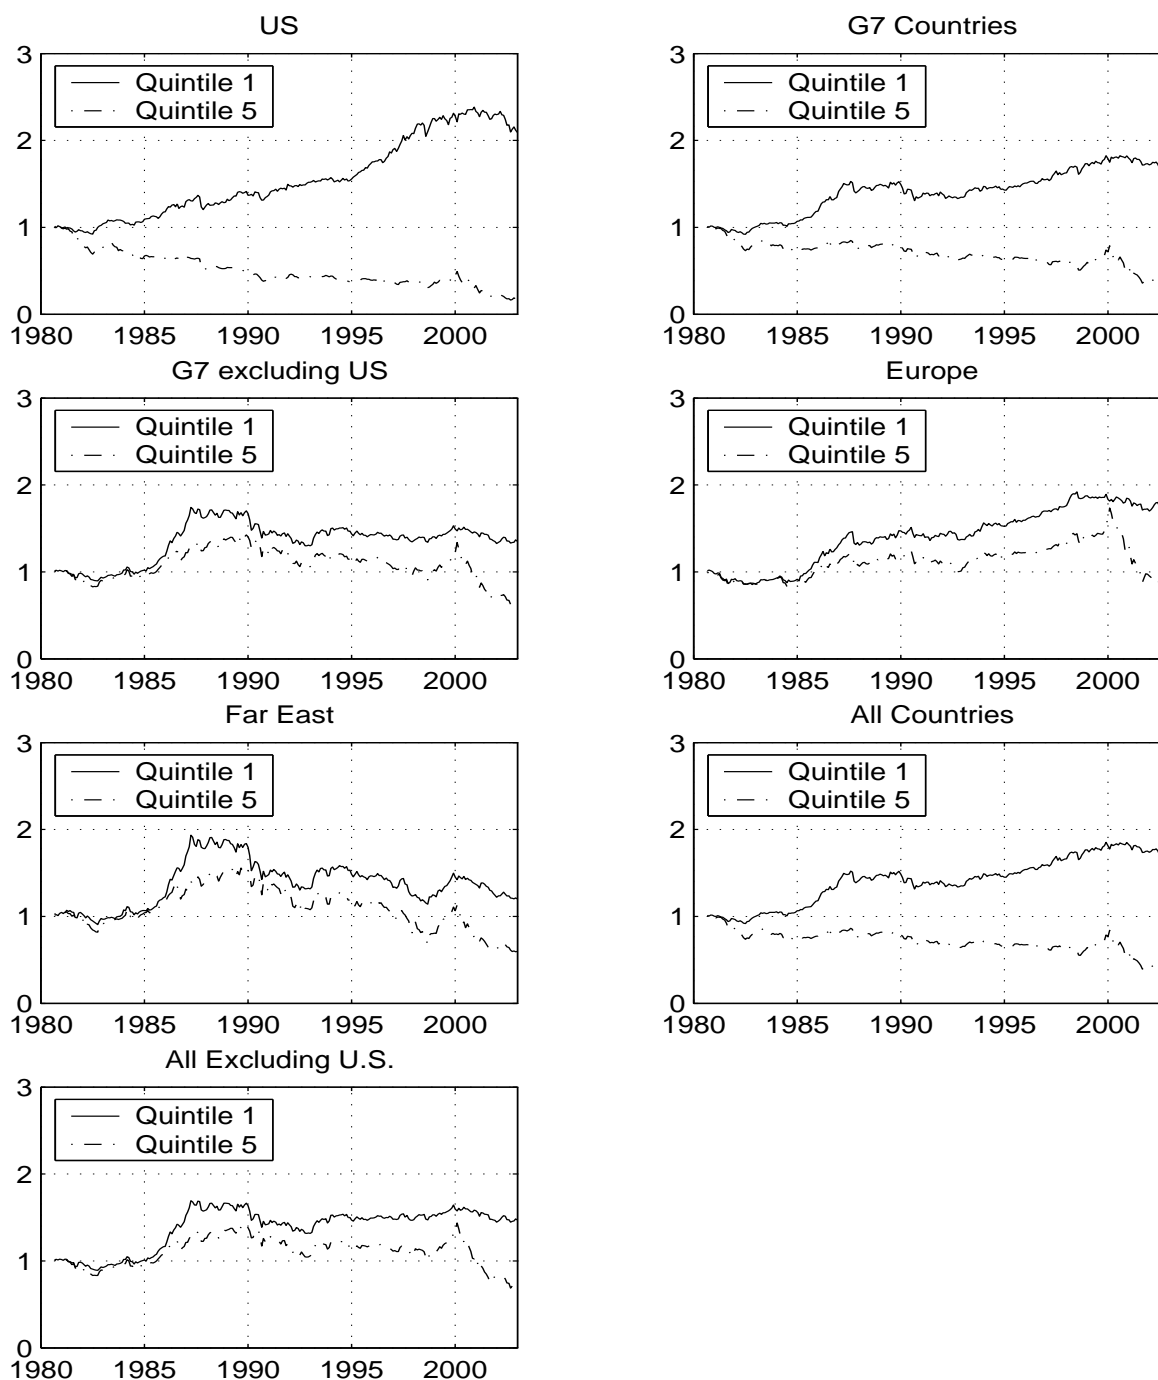 US
3
2
1
0
Quintile 1
Quintile 5
1980 1985 1990 1995 2000
G7 Countries
3
2
1
0
Quintile 1
Quintile 5
1980 1985 1990 1995 2000
G7 excluding US
3
2
1
0
Quintile 1
Quintile 5
1980 1985 1990 1995 2000
Europe
3
2
1
0
Quintile 1
Quintile 5
1980 1985 1990 1995 2000
Far East
3
2
1
0
Quintile 1
Quintile 5
1980 1985 1990 1995 2000
All Countries
3
2
1
0
Quintile 1
Quintile 5
1980 1985 1990 1995 2000
All Excluding U.S.
3
2
1
0
Quintile 1
Quintile 5
1980 1985 1990 1995 2000